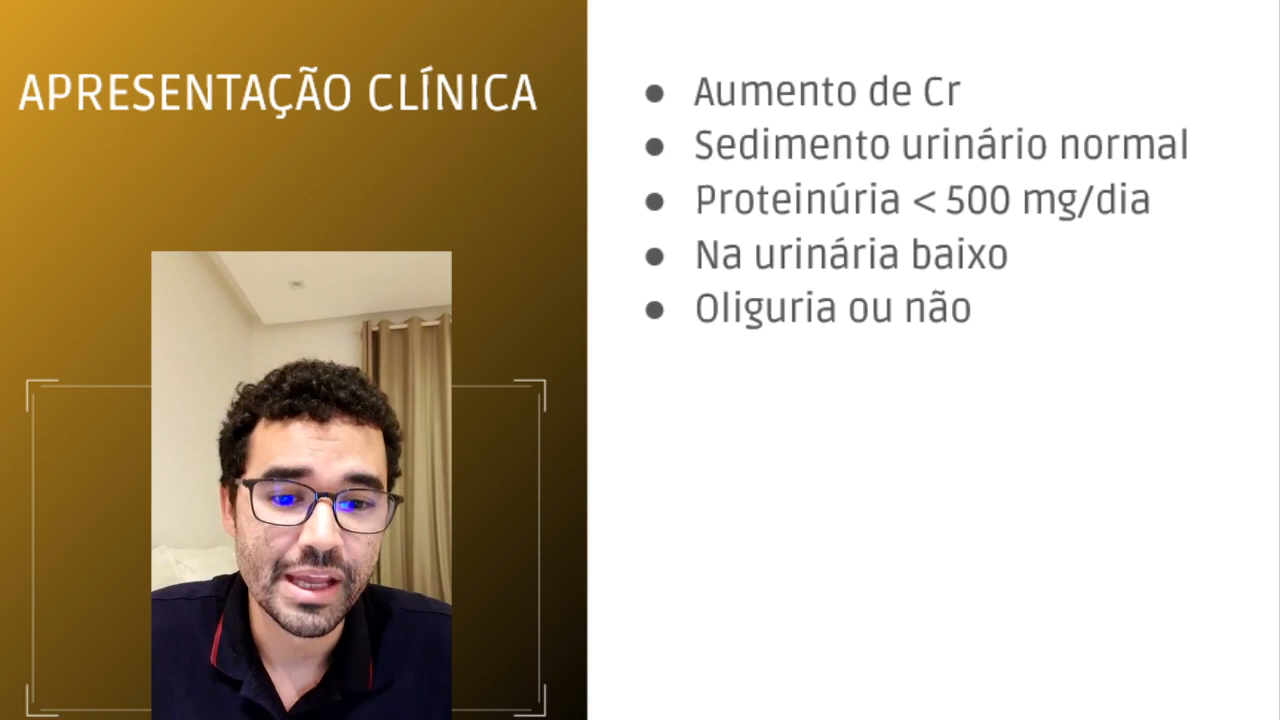 APRESENTAÇÃO CLÍNICA
Aumento de Cr
Sedimento urinário normal
Proteinúria < 500 mg/dia
Na urinária baixo
Oliguria ou não